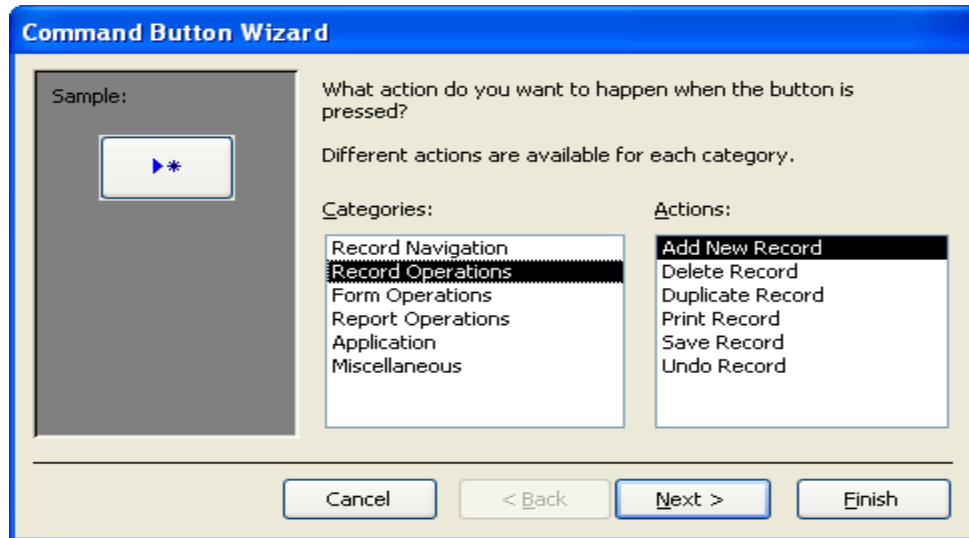 Command Button Wizard
Sample:
What action do you want to happen when the button is
pressed?
Different actions are available for each category.
Categories:
Record Navigation
Record Operations
Form Operations
Report Operations
Application
Miscellaneous
Actions:
Add New Record
Delete Record
Duplicate Record
Print Record
Save Record
Undo Record
Cancel
< Back
Next >
Finish